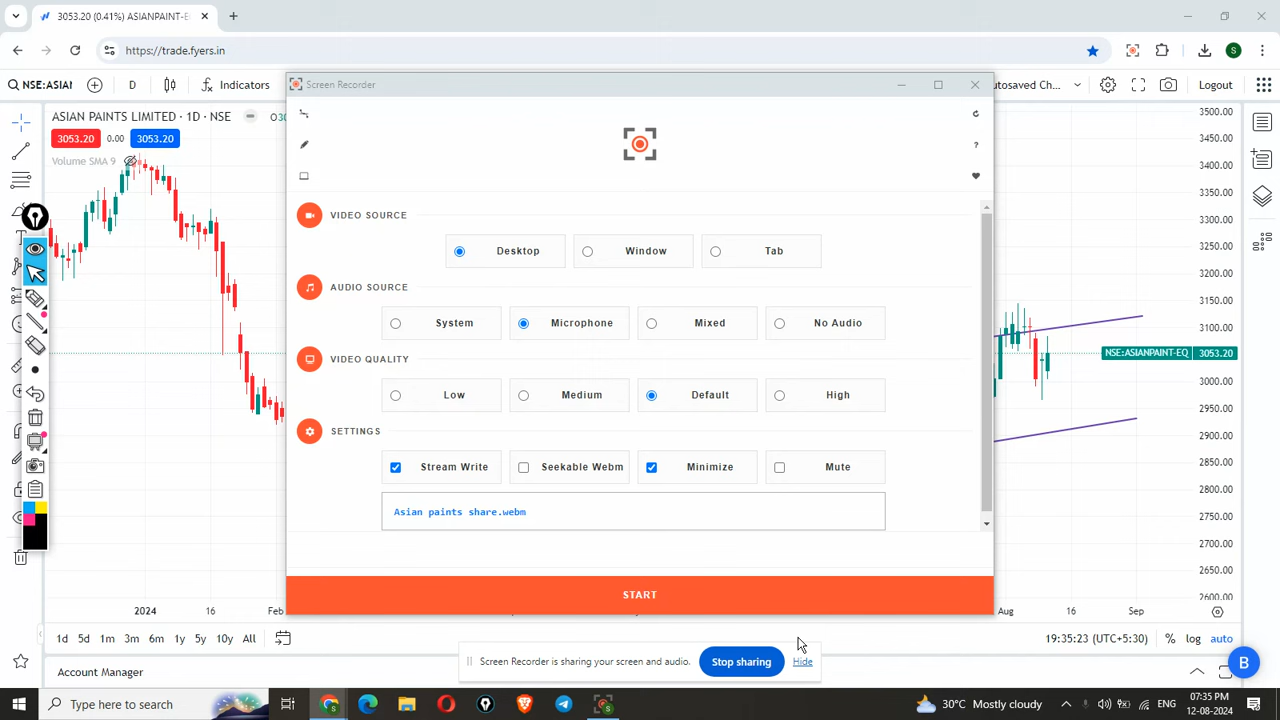 3053.20 (0.41%) ASIANPAINT-E
https://trade.fyers.in
S
NSE:ASIAN
D
Indicators
Autosaved Ch...
Logout
Screen Recorder
ASIAN PAINTS LIMITED · 1D · NSE
3053.20 0.00 3053.20
Volume SMA 9
VIDEO SOURCE
Desktop Window Tab
AUDIO SOURCE
System Microphone Mixed No Audio
VIDEO QUALITY
Low Medium Default High
SETTINGS
Stream Write Seekable Webm Minimize Mute
Asian paints share.webm
START
3500.00
3450.00
3400.00
3350.00
3300.00
3250.00
3200.00
3150.00
3100.00
NSE:ASIANPAINT-EQ 3053.20
3000.00
2950.00
2900.00
2850.00
2800.00
2750.00
2700.00
2650.00
2600.00
2024 16 Feb Aug 16 Sep
1d 5d 1m 3m 6m 1y 5y 10y All
19:35:23 (UTC+5:30) % log auto
Screen Recorder is sharing your screen and audio. Stop sharing Hide
Account Manager
B
Type here to search
30°C Mostly cloudy
ENG
07:35 PM
12-08-2024